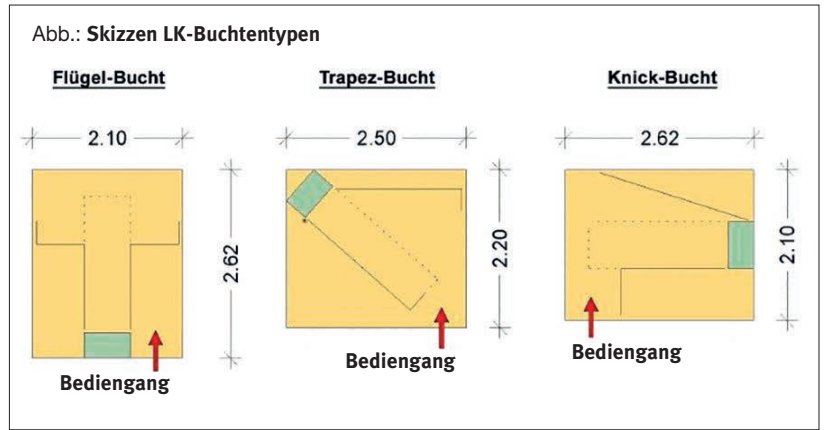 Abb.: Skizzen LK-Buchtentypen
Flügel-Bucht
2.10
2.62
Bediengang
Trapez-Bucht
2.50
2.20
Bediengang
Knick-Bucht
2.62
2.10
Bediengang